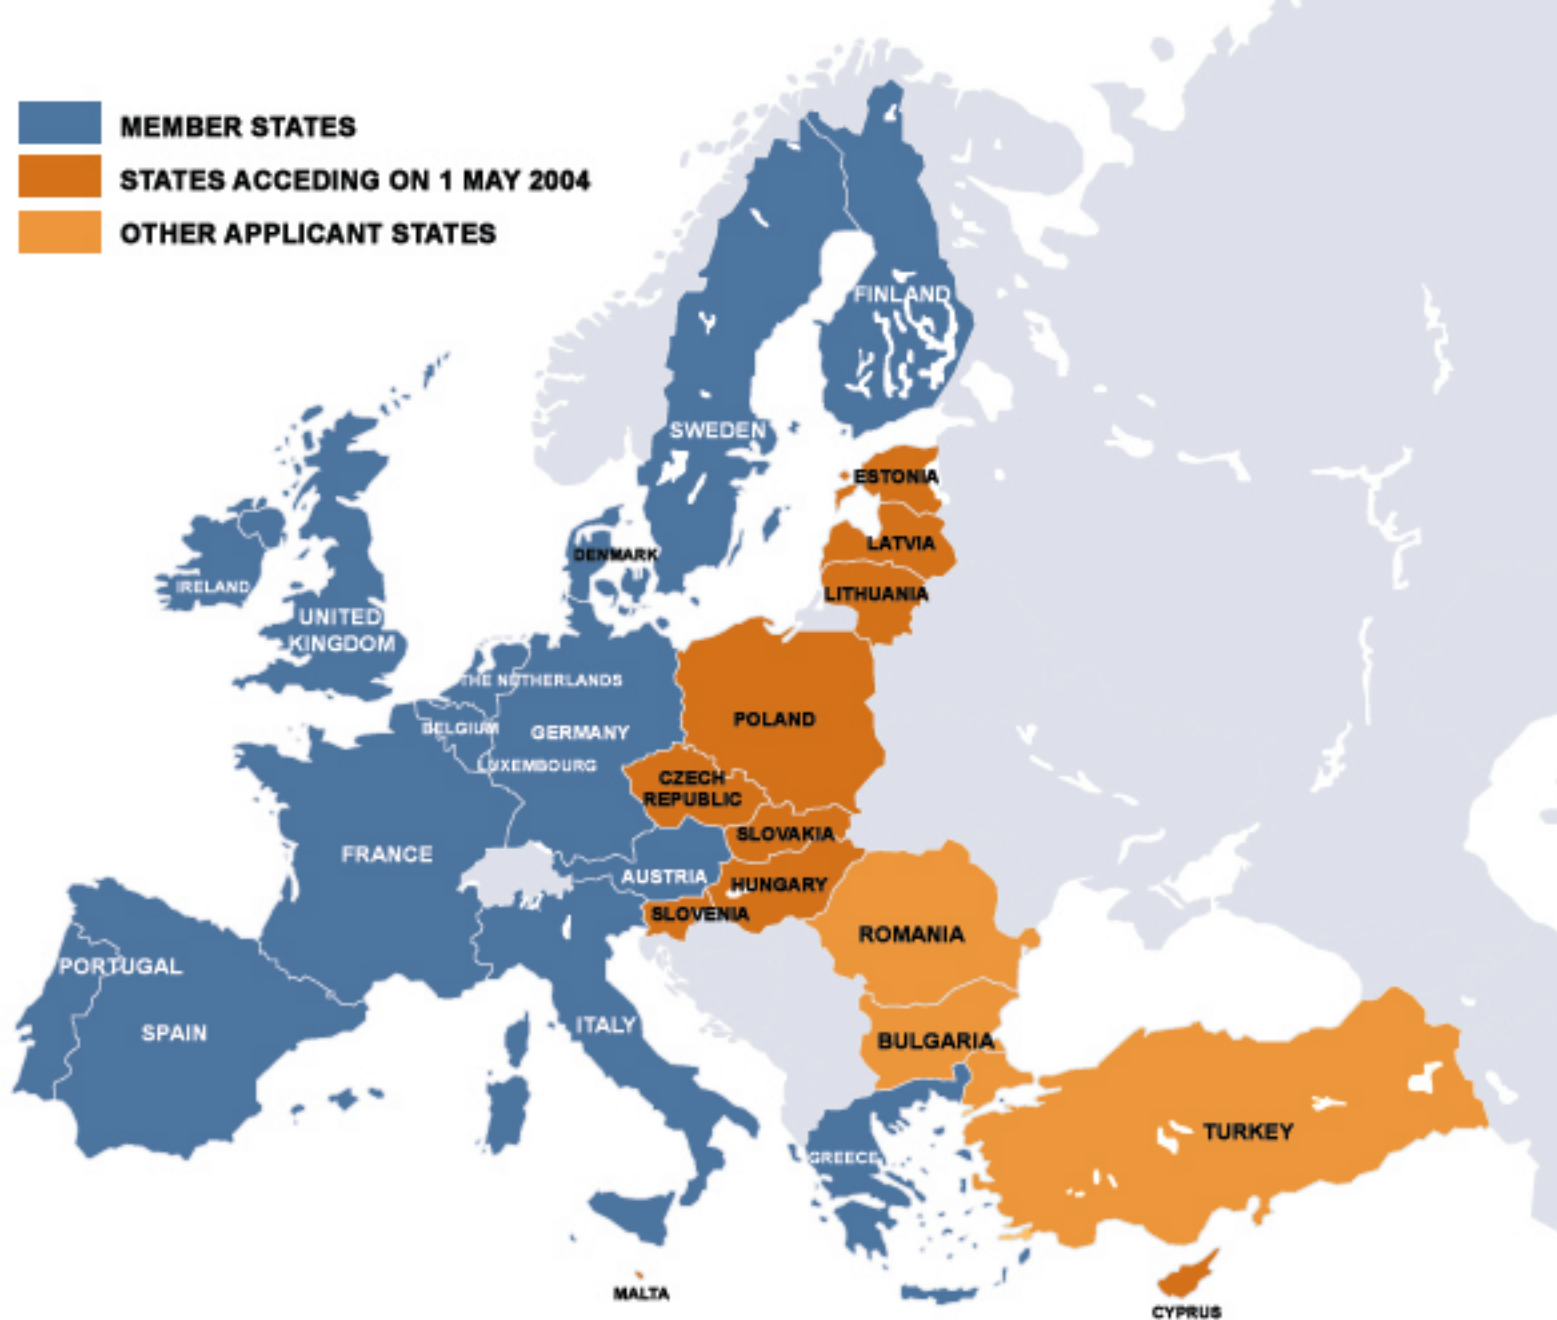 MEMBER STATES
STATES ACCEDING ON 1 MAY 2004
OTHER APPLICANT STATES
FINLAND
SWEDEN
ESTONIA
DENMARK
LATVIA
IRELAND
LITHUANIA
UNITED
KINGDOM
THE NETHERLANDS
POLAND
BELGIUM
GERMANY
LUXEMBOURG
CZECH
REPUBLIC
SLOVAKIA
FRANCE
AUSTRIA
HUNGARY
SLOVENIA
ROMANIA
PORTUGAL
ITALY
SPAIN
BULGARIA
TURKEY
GREECE
MALTA
CYPRUS